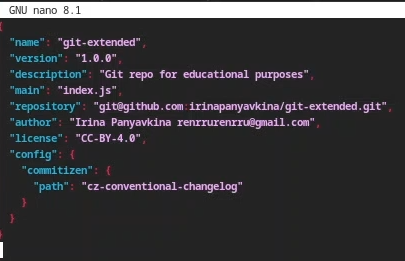 GNU nano 8.1
{
"name": "git-extended",
"version": "1.0.0",
"description": "Git repo for educational purposes",
"main": "index.js",
"repository": "git@github.com:irinapanyavkina/git-extended.git",
"author": "Irina Panyavkina renrrurenrru@gmail.com",
"license": "CC-BY-4.0",
"config": {
"commitizen": {
"path": "cz-conventional-changelog"
}
}
}